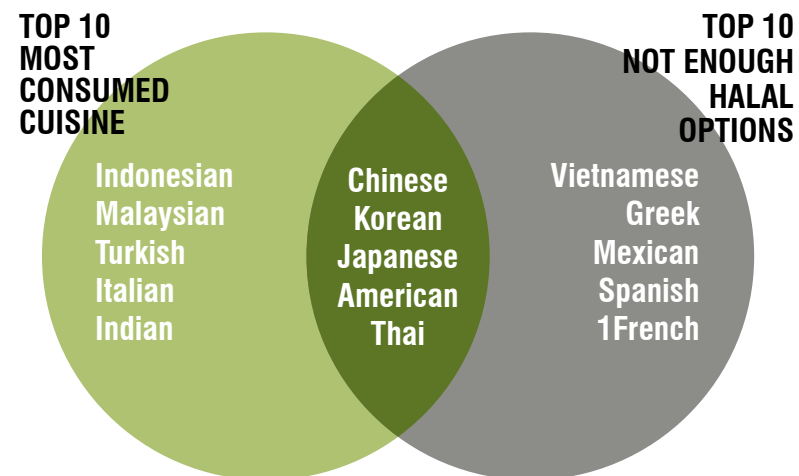 TOP 10
MOST
CONSUMED
CUISINE
TOP 10
NOT ENOUGH
HALAL
OPTIONS
Indonesian
Malaysian
Turkish
Italian
Indian
Chinese
Korean
Japanese
American
Thai
Vietnamese
Greek
Mexican
Spanish
1French